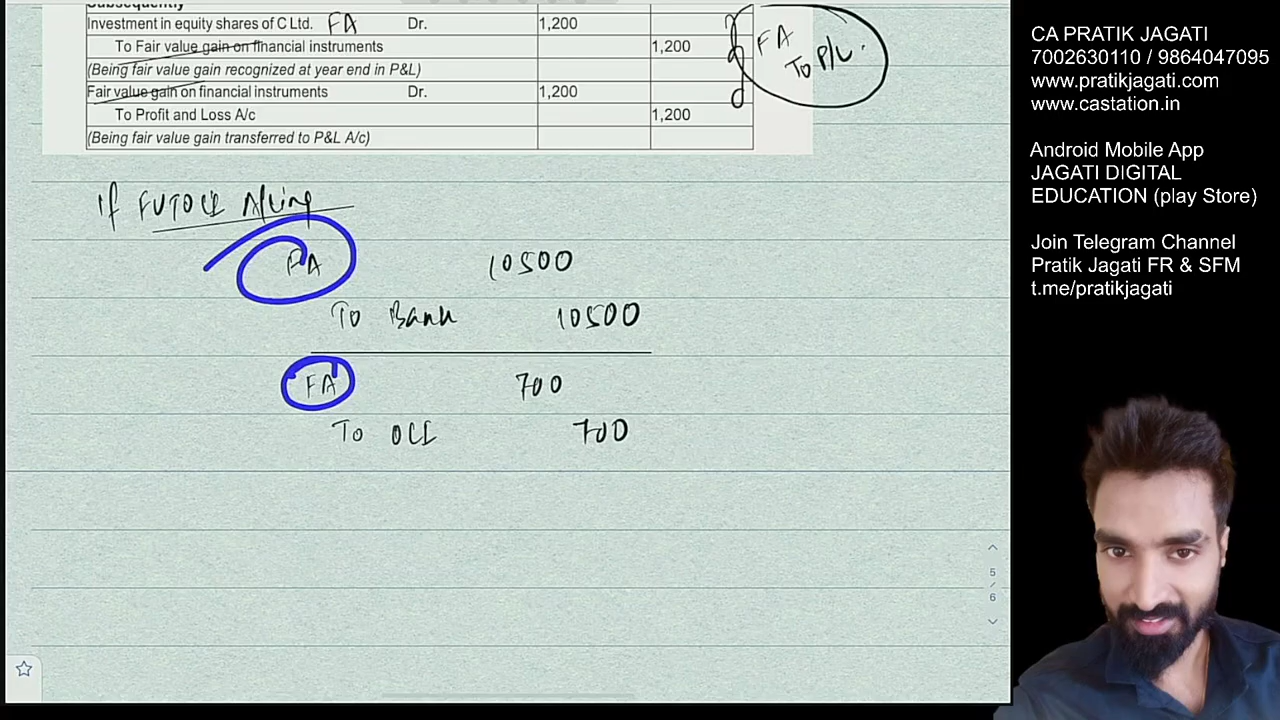 Subsequently
Investment in equity shares of C Ltd. FA Dr. 1,200
To Fair value gain on financial instruments 1,200
(Being fair value gain recognized at year end in P&L)
Fair value gain on financial instruments Dr. 1,200
To Profit and Loss A/c 1,200
(Being fair value gain transferred to P&L A/c)
FA
To P/L.
If FVTOCI A/cing
FA 10500
To Bank 10500
FA 700
To OCI 700
5
/
6
CA PRATIK JAGATI
7002630110 / 9864047095
www.pratikjagati.com
www.castation.in
Android Mobile App
JAGATI DIGITAL
EDUCATION (play Store)
Join Telegram Channel
Pratik Jagati FR & SFM
t.me/pratikjagati